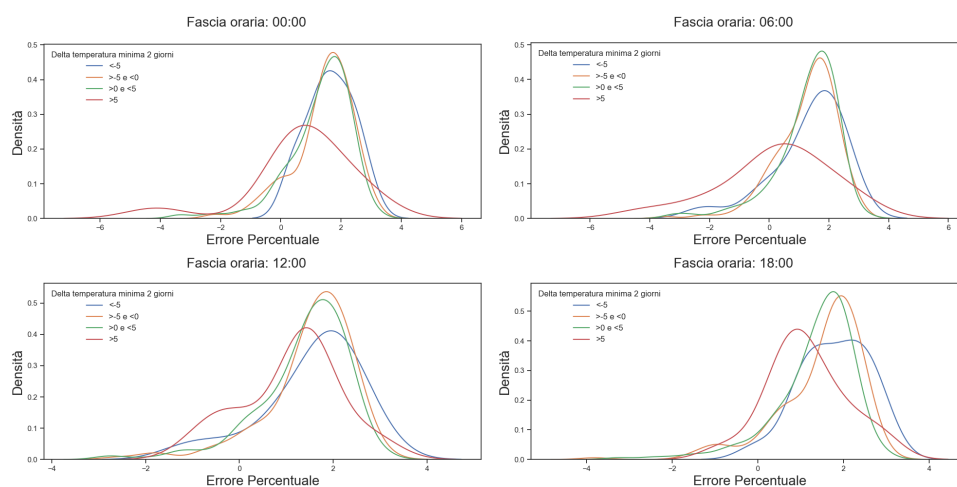 Fascia oraria: 00:00
Delta temperatura minima 2 giorni
<-5
>-5 e <0
>0 e <5
>5
Densità
0.0
0.1
0.2
0.3
0.4
0.5
−6
−4
−2
0
2
4
6
Errore Percentuale
Fascia oraria: 06:00
Delta temperatura minima 2 giorni
<-5
>-5 e <0
>0 e <5
>5
Densità
0.0
0.1
0.2
0.3
0.4
0.5
−6
−4
−2
0
2
4
6
Errore Percentuale
Fascia oraria: 12:00
Delta temperatura minima 2 giorni
<-5
>-5 e <0
>0 e <5
>5
Densità
0.0
0.1
0.2
0.3
0.4
0.5
−4
−2
0
2
4
Errore Percentuale
Fascia oraria: 18:00
Delta temperatura minima 2 giorni
<-5
>-5 e <0
>0 e <5
>5
Densità
0.0
0.1
0.2
0.3
0.4
0.5
−4
−2
0
2
4
Errore Percentuale